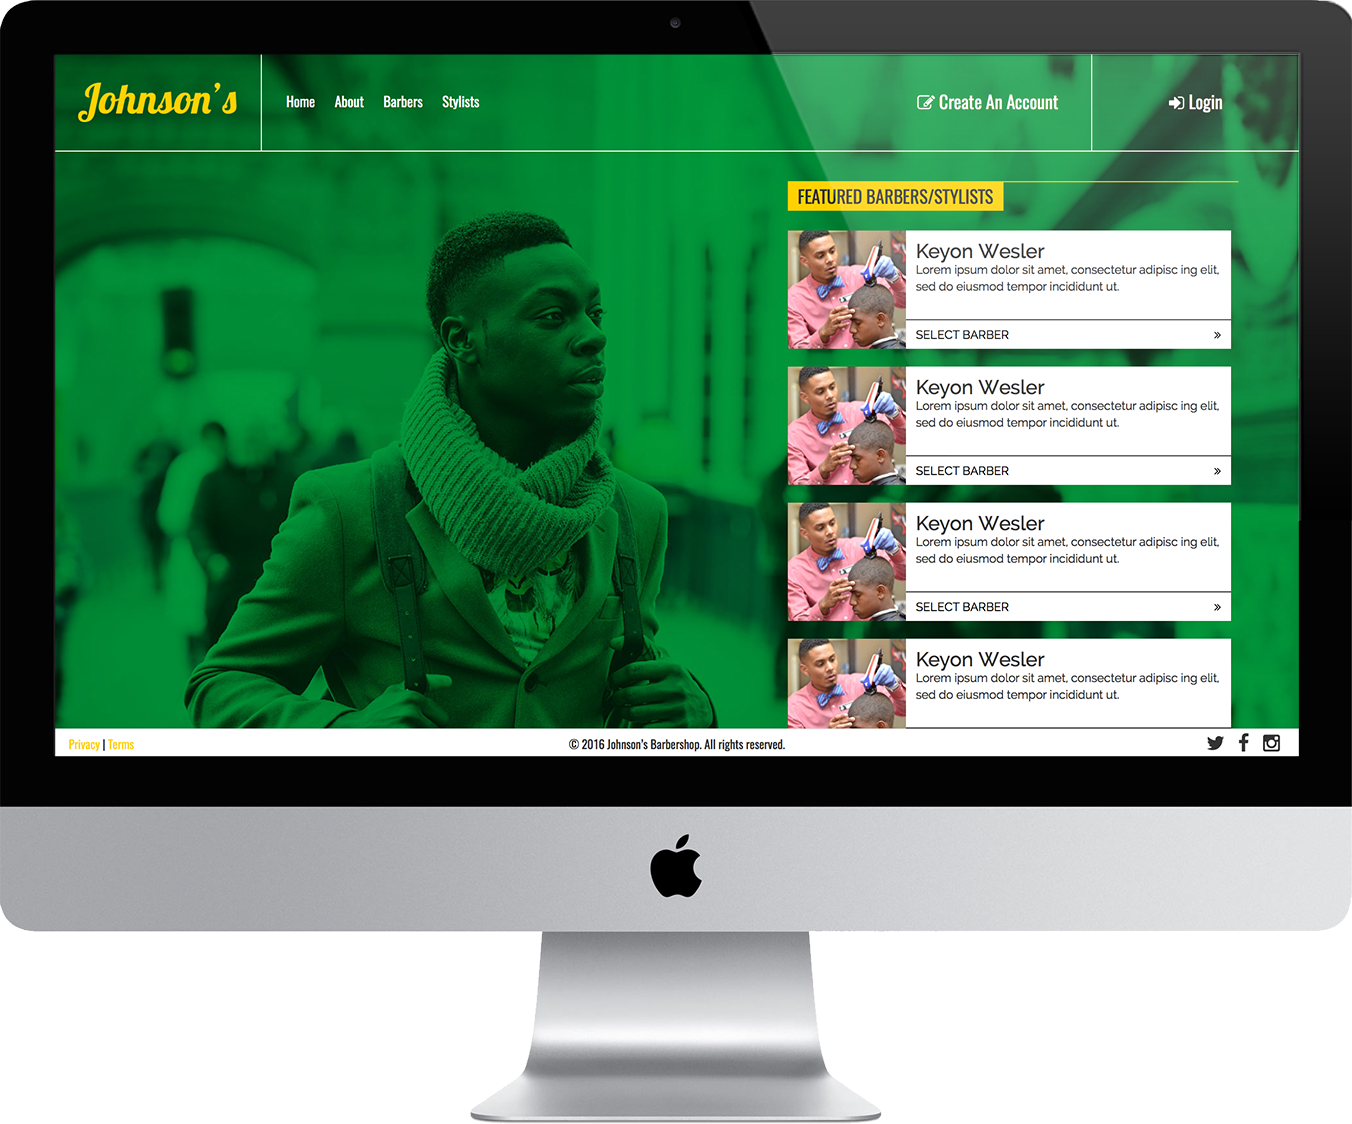 Johnson's
Home About Barbers Stylists
Create An Account
Login
FEATURED BARBERS/STYLISTS
Keyon Wesler
Lorem ipsum dolor sit amet, consectetur adipisc ing elit,
sed do eiusmod tempor incididunt ut.
SELECT BARBER »
Keyon Wesler
Lorem ipsum dolor sit amet, consectetur adipisc ing elit,
sed do eiusmod tempor incididunt ut.
SELECT BARBER »
Keyon Wesler
Lorem ipsum dolor sit amet, consectetur adipisc ing elit,
sed do eiusmod tempor incididunt ut.
SELECT BARBER »
Keyon Wesler
Lorem ipsum dolor sit amet, consectetur adipisc ing elit,
sed do eiusmod tempor incididunt ut.
Privacy | Terms
© 2016 Johnson's Barbershop. All rights reserved.